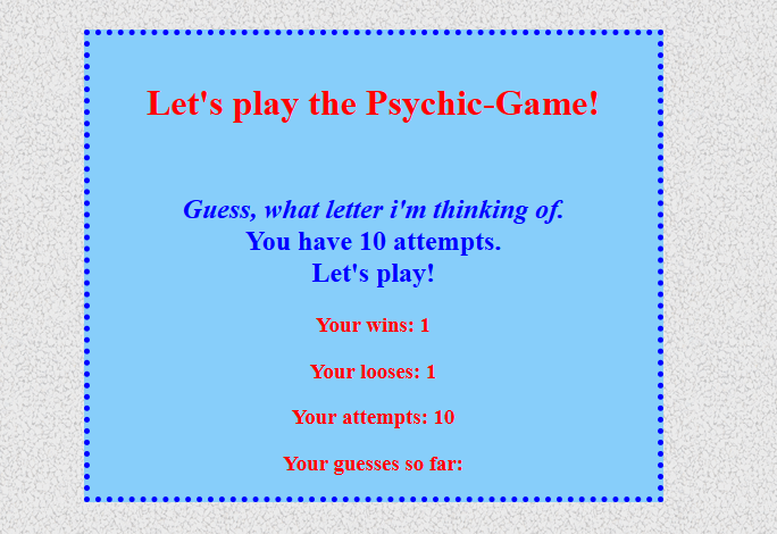 Let's play the Psychic-Game!
Guess, what letter i'm thinking of.
You have 10 attempts.
Let's play!
Your wins: 1
Your looses: 1
Your attempts: 10
Your guesses so far: